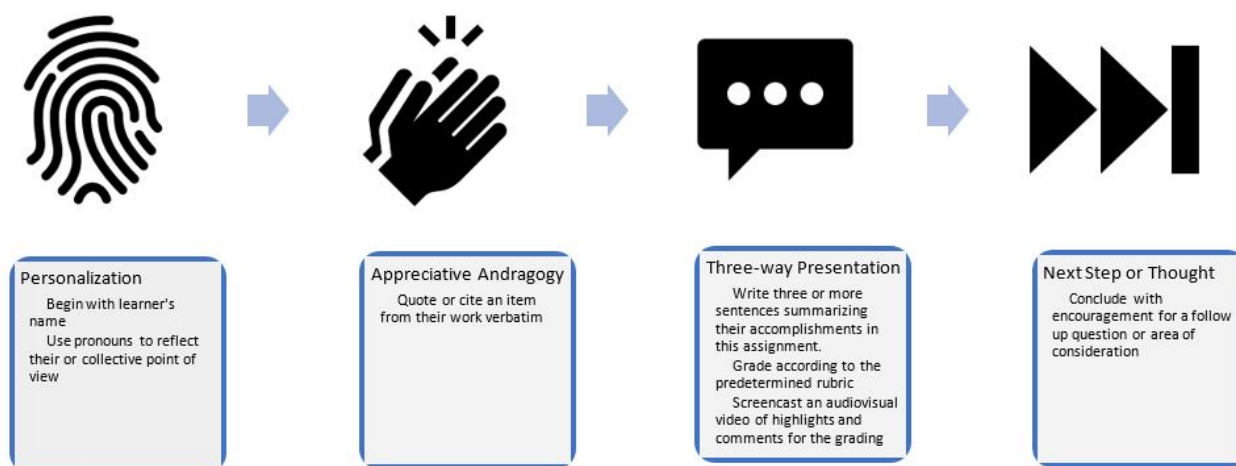 Personalization
Begin with learner's
name
Use pronouns to reflect
their or collective point of
view
Appreciative Andragogy
Quote or cite an item
from their work verbatim
Three-way Presentation
Write three or more
sentences summarizing
their accomplishments in
this assignment.
Grade according to the
predetermined rubric
Screencast an audiovisual
video of highlights and
comments for the grading
Next Step or Thought
Conclude with
encouragement for a follow
up question or area of
consideration